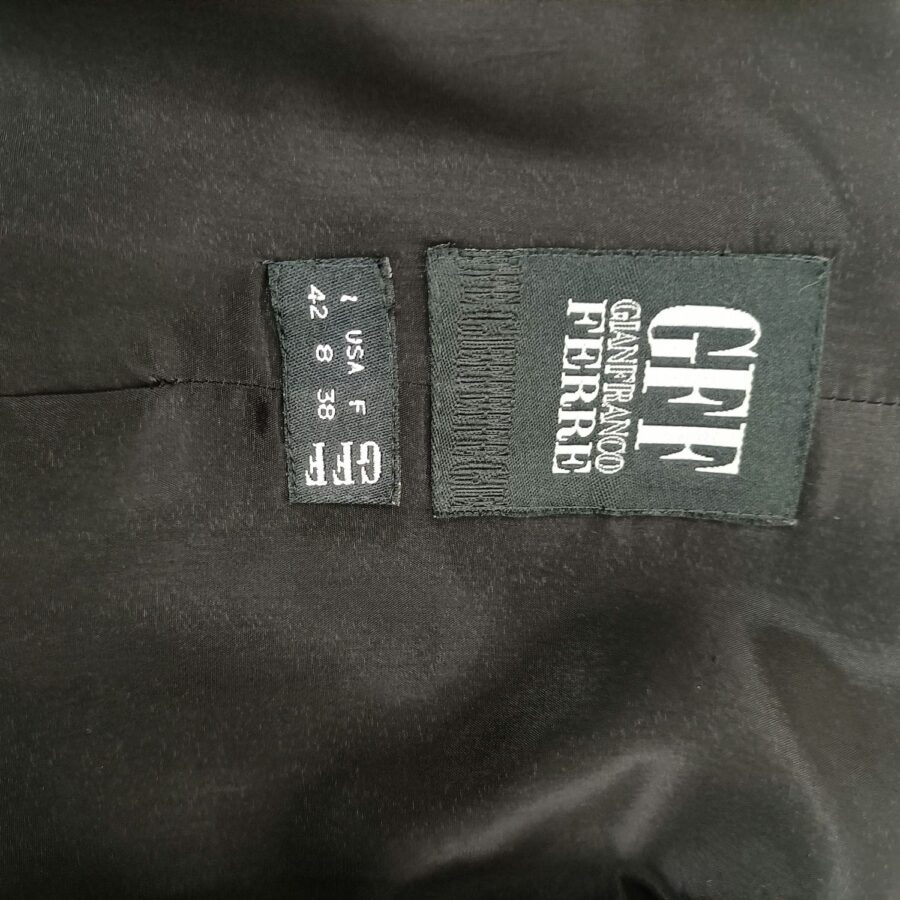 GFF
GIANFRANCO
FERRE
I USA F
42 8 38
GFF